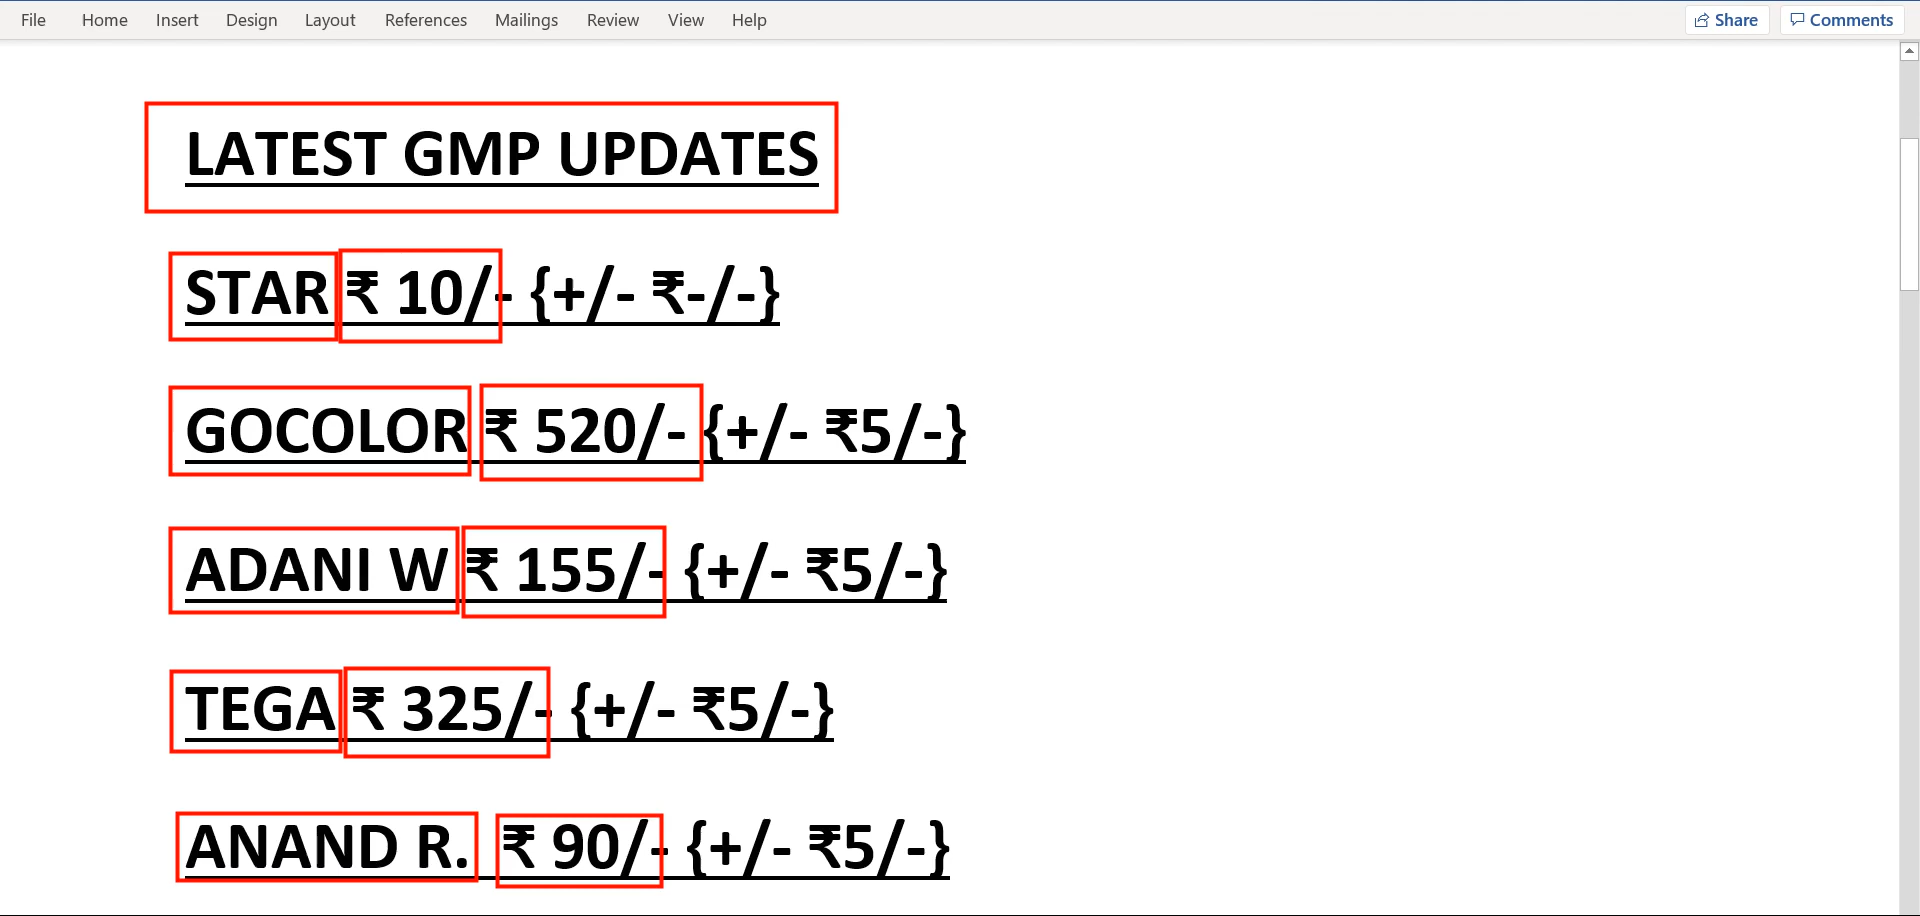 File Home Insert Design Layout References Mailings Review View Help Share Comments
LATEST GMP UPDATES
STAR ₹ 10/- {+/- ₹-/-}
GOCOLOR ₹ 520/- {+/- ₹5/-}
ADANI W ₹ 155/- {+/- ₹5/-}
TEGA ₹ 325/- {+/- ₹5/-}
ANAND R. ₹ 90/- {+/- ₹5/-}